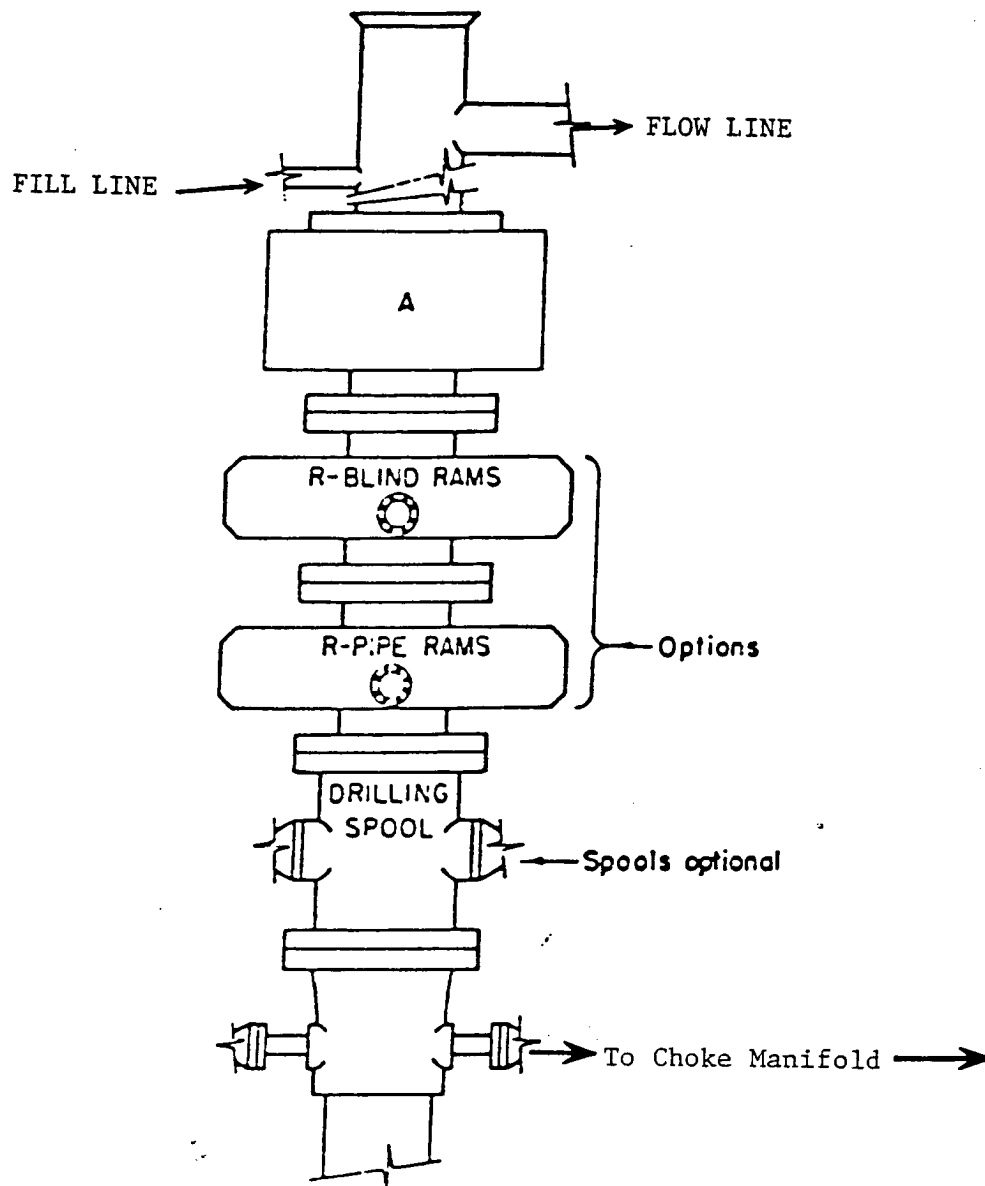 FLOW LINE
FILL LINE
A
R-BLIND RAMS
R-PIPE RAMS
Options
DRILLING
SPOOL
Spools optional
To Choke Manifold